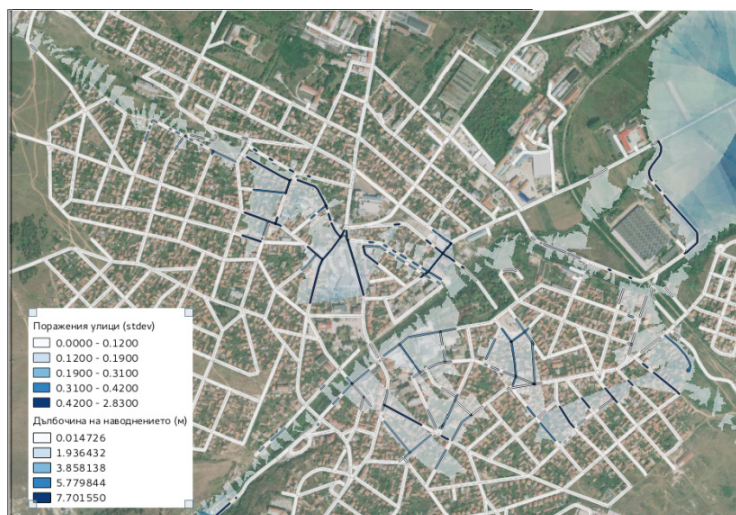 Поражения улици (stdev)
0.0000 - 0.1200
0.1200 - 0.1900
0.1900 - 0.3100
0.3100 - 0.4200
0.4200 - 2.8300
Дълбочина на наводнението (м)
0.014726
1.936432
3.858138
5.779844
7.701550